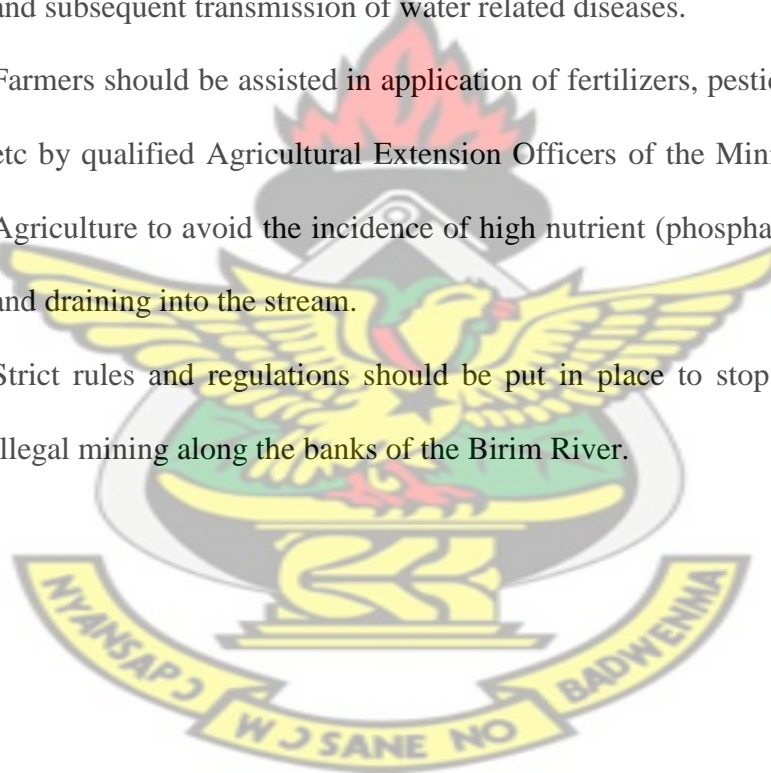 and subsequent transmission of water related diseases.
Farmers should be assisted in application of fertilizers, pestic
etc by qualified Agricultural Extension Officers of the Mini
Agriculture to avoid the incidence of high nutrient (phospha
and draining into the stream.
Strict rules and regulations should be put in place to stop
illegal mining along the banks of the Birim River.
NYANSAPƆ WƆSANE NO BADWENMA